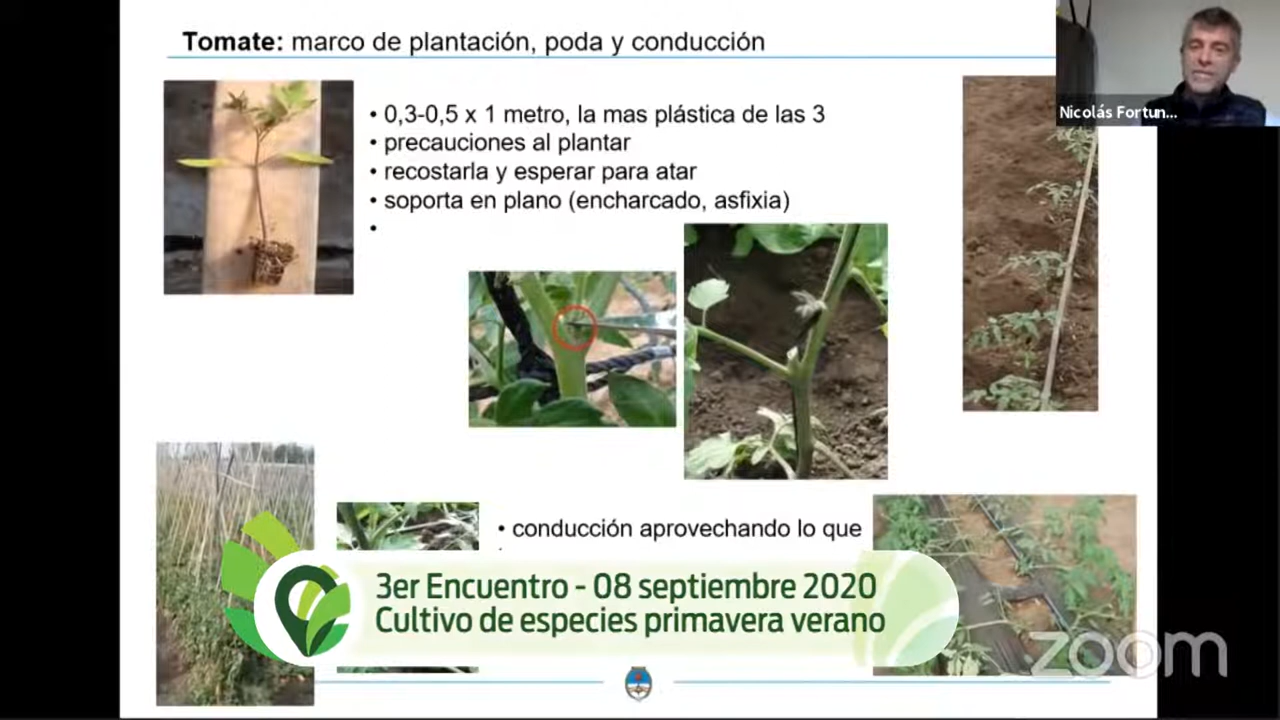 Tomate: marco de plantación, poda y conducción
Nicolás Fortun...
• 0,3-0,5 x 1 metro, la mas plástica de las 3
• precauciones al plantar
• recostarla y esperar para atar
• soporta en plano (encharcado, asfixia)
•
• conducción aprovechando lo que
3er Encuentro - 08 septiembre 2020
Cultivo de especies primavera verano
zoom